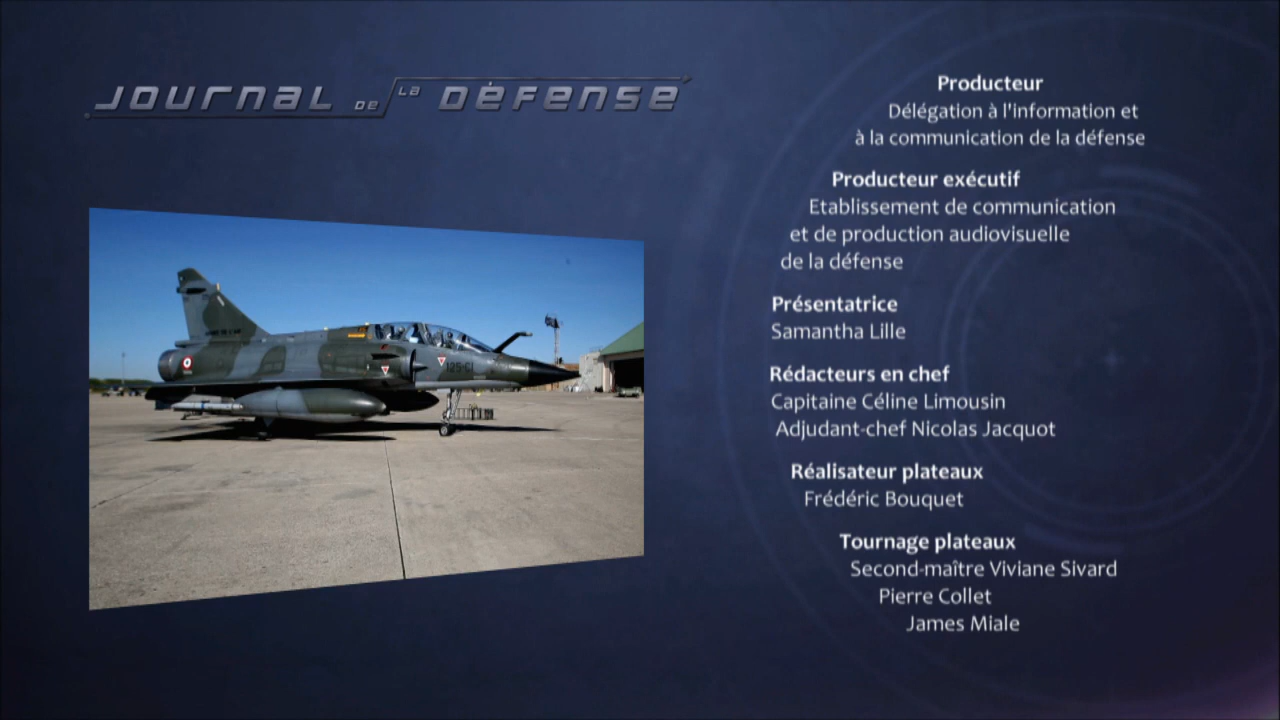 JOURNAL DE LA DÉFENSE
Producteur
Délégation à l'information et
à la communication de la défense
Producteur exécutif
Etablissement de communication
et de production audiovisuelle
de la défense
Présentatrice
Samantha Lille
Rédacteurs en chef
Capitaine Céline Limousin
Adjudant-chef Nicolas Jacquot
Réalisateur plateaux
Frédéric Bouquet
Tournage plateaux
Second-maître Viviane Sivard
Pierre Collet
James Miale
125-CI